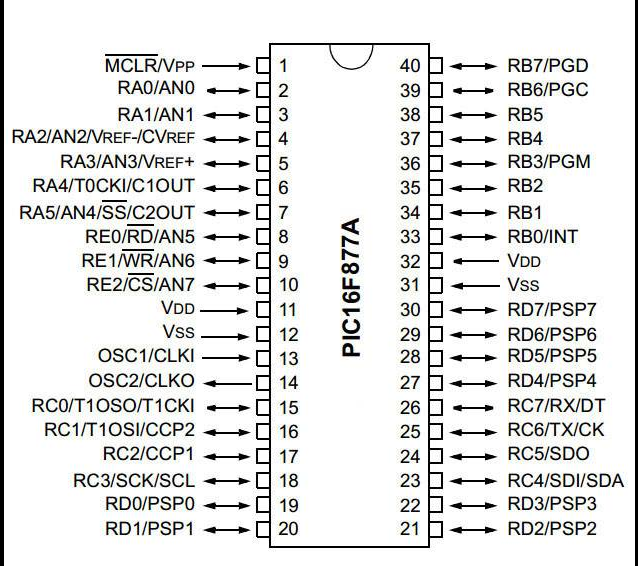 MCLR/VPP 1 40 RB7/PGD
RA0/AN0 2 39 RB6/PGC
RA1/AN1 3 38 RB5
RA2/AN2/VREF-/CVREF 4 37 RB4
RA3/AN3/VREF+ 5 36 RB3/PGM
RA4/T0CKI/C1OUT 6 35 RB2
RA5/AN4/SS/C2OUT 7 34 RB1
RE0/RD/AN5 8 33 RB0/INT
RE1/WR/AN6 9 32 VDD
RE2/CS/AN7 10 31 VSS
VDD 11 30 RD7/PSP7
VSS 12 29 RD6/PSP6
OSC1/CLKI 13 28 RD5/PSP5
OSC2/CLKO 14 27 RD4/PSP4
RC0/T1OSO/T1CKI 15 26 RC7/RX/DT
RC1/T1OSI/CCP2 16 25 RC6/TX/CK
RC2/CCP1 17 24 RC5/SDO
RC3/SCK/SCL 18 23 RC4/SDI/SDA
RD0/PSP0 19 22 RD3/PSP3
RD1/PSP1 20 21 RD2/PSP2
PIC16F877A